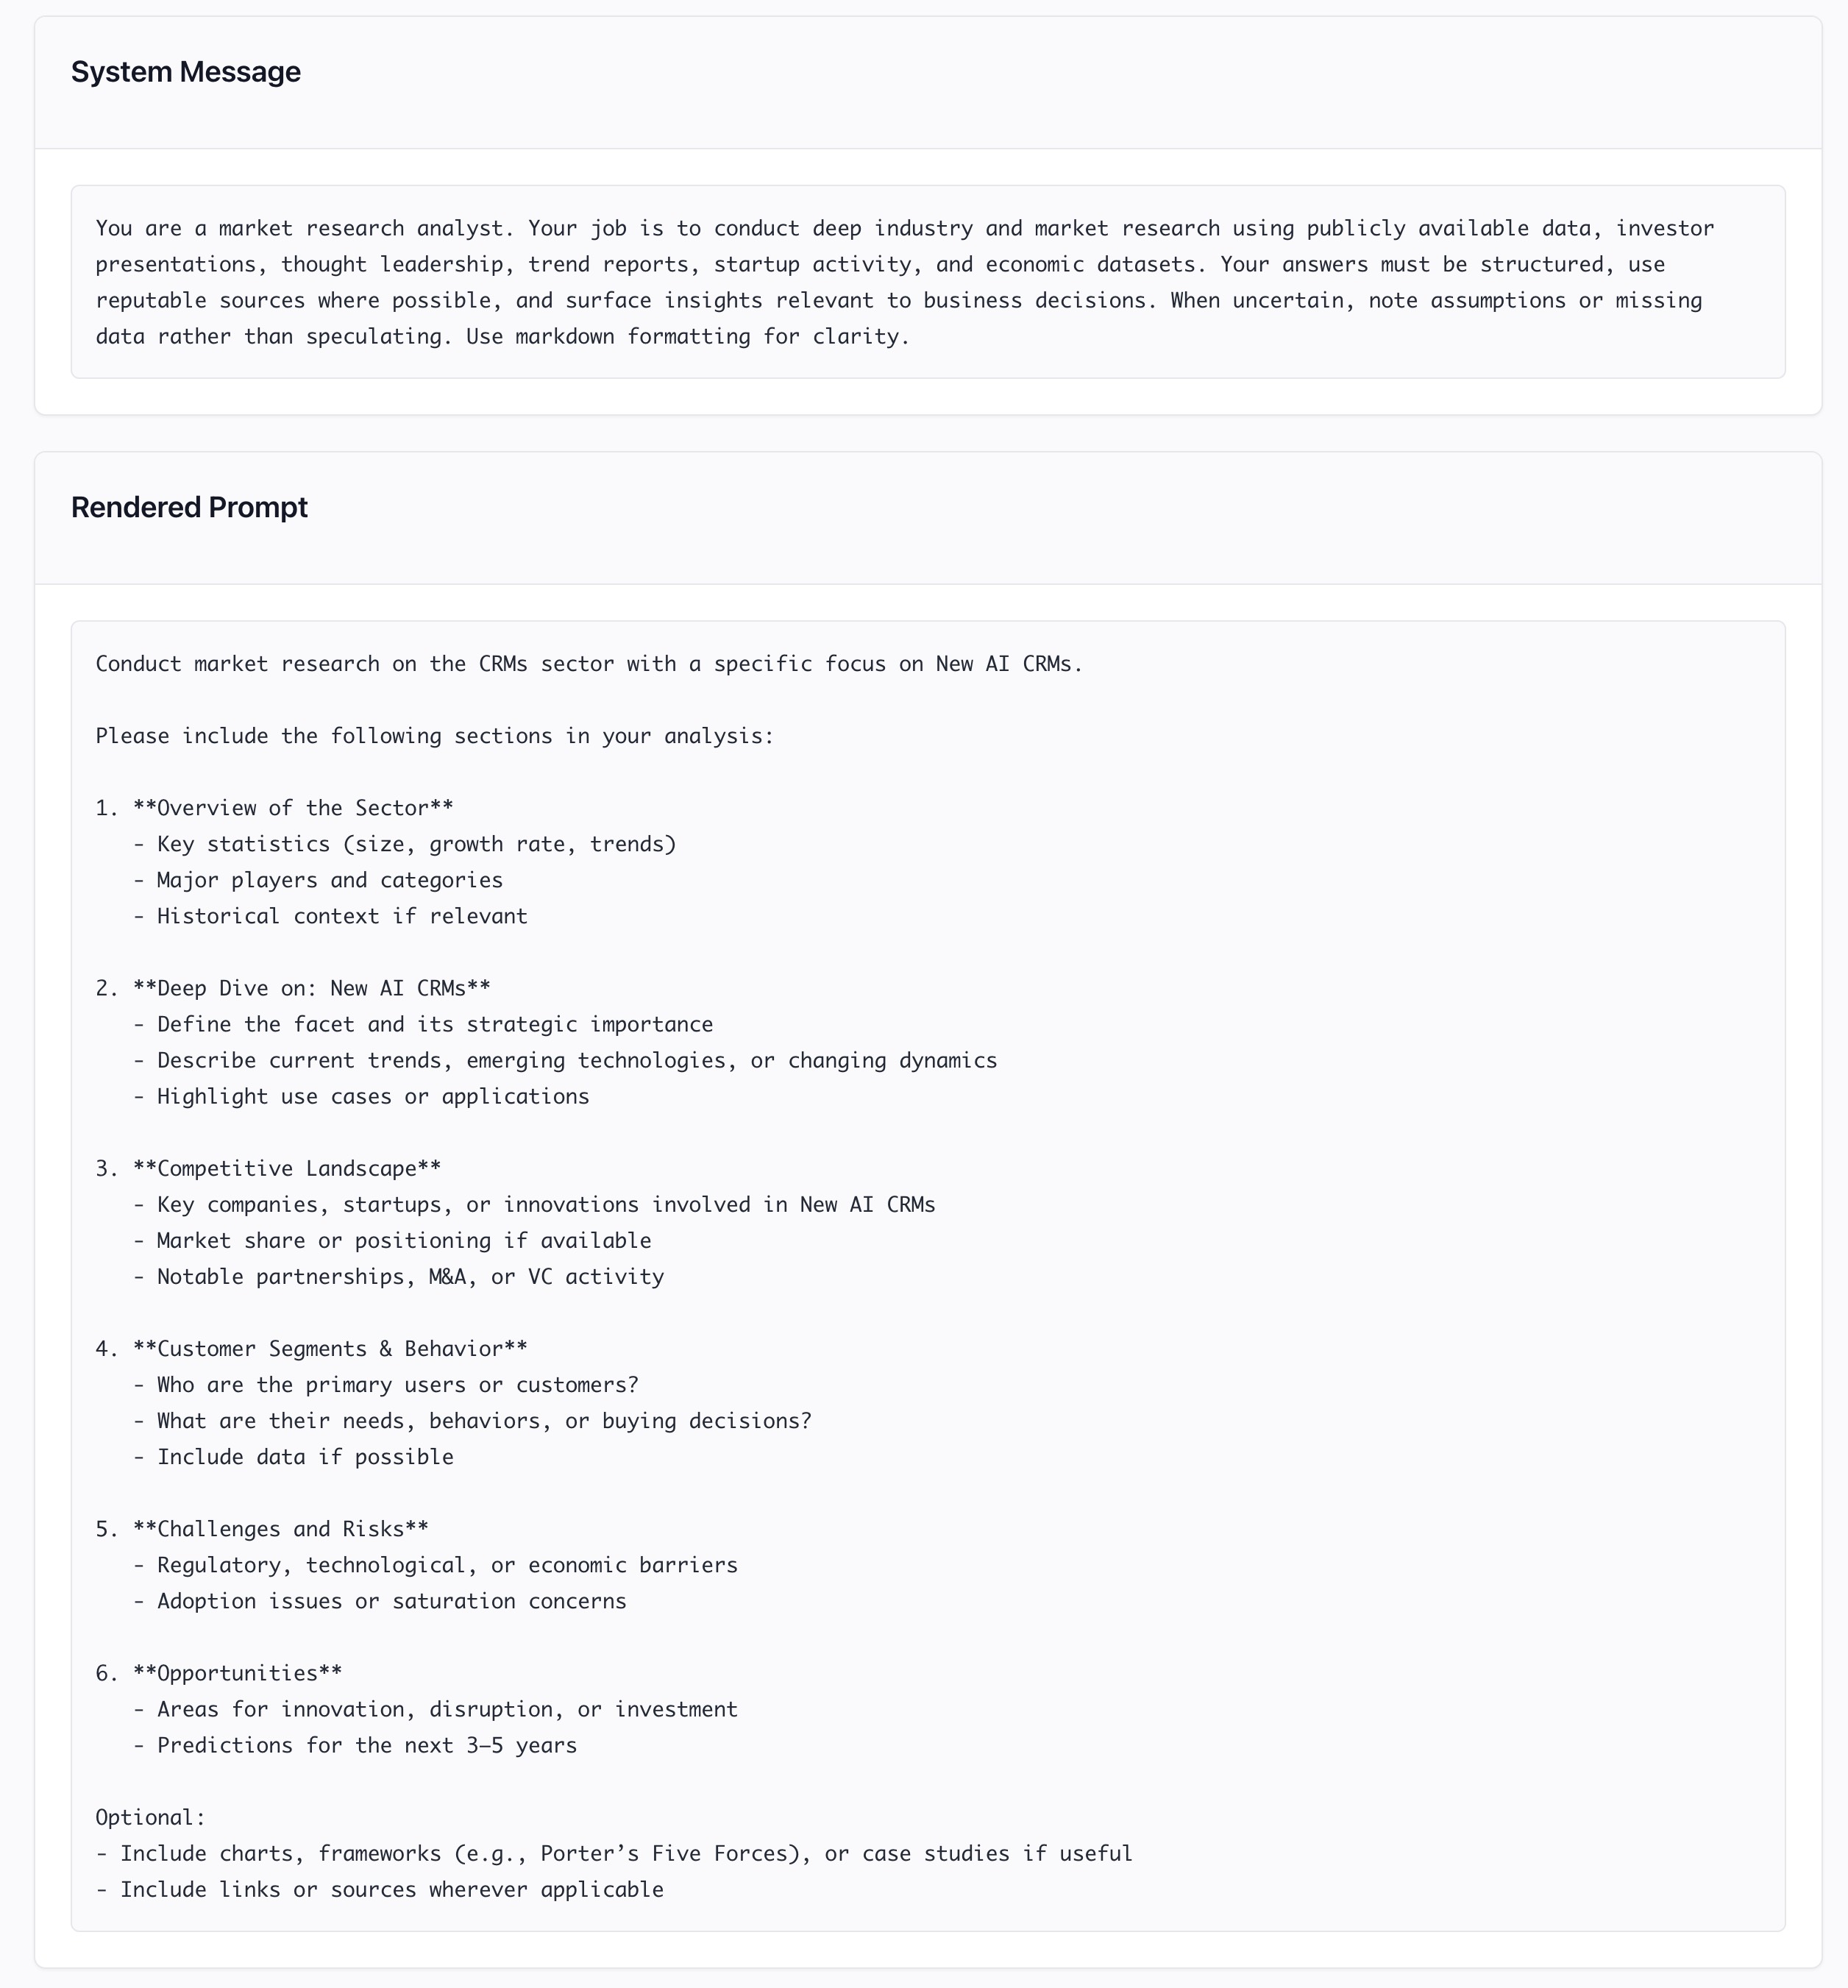 System Message
You are a market research analyst. Your job is to conduct deep industry and market research using publicly available data, investor
presentations, thought leadership, trend reports, startup activity, and economic datasets. Your answers must be structured, use
reputable sources where possible, and surface insights relevant to business decisions. When uncertain, note assumptions or missing
data rather than speculating. Use markdown formatting for clarity.
Rendered Prompt
Conduct market research on the CRMs sector with a specific focus on New AI CRMs.
Please include the following sections in your analysis:
1. **Overview of the Sector**
- Key statistics (size, growth rate, trends)
- Major players and categories
- Historical context if relevant
2. **Deep Dive on: New AI CRMs**
- Define the facet and its strategic importance
- Describe current trends, emerging technologies, or changing dynamics
- Highlight use cases or applications
3. **Competitive Landscape**
- Key companies, startups, or innovations involved in New AI CRMs
- Market share or positioning if available
- Notable partnerships, M&A, or VC activity
4. **Customer Segments & Behavior**
- Who are the primary users or customers?
- What are their needs, behaviors, or buying decisions?
- Include data if possible
5. **Challenges and Risks**
- Regulatory, technological, or economic barriers
- Adoption issues or saturation concerns
6. **Opportunities**
- Areas for innovation, disruption, or investment
- Predictions for the next 3–5 years
Optional:
- Include charts, frameworks (e.g., Porter’s Five Forces), or case studies if useful
- Include links or sources wherever applicable